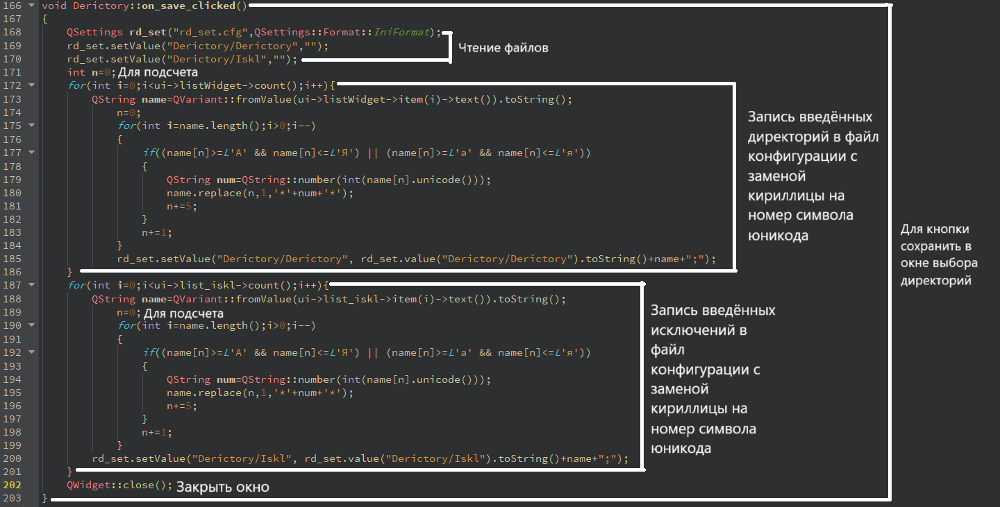 166 void Derictory::on_save_clicked()
167 {
168 QSettings rd_set("rd_set.cfg",QSettings::Format::IniFormat);
169 rd_set.setValue("Derictory/Derictory","");
Чтение файлов
170 rd_set.setValue("Derictory/Iskl","");
171 int n=0; Для подсчета
172 for(int i=0;i<ui->listWidget->count();i++){
173 QString name=QVariant::fromValue(ui->listWidget->item(i)->text()).toString();
174 n=0;
175 for(int i=name.length();i>0;i--)
176 {
177 if((name[n]>=L'А' && name[n]<=L'Я') || (name[n]>=L'а' && name[n]<=L'я'))
178 {
179 QString num=QString::number(int(name[n].unicode()));
180 name.replace(n,1,'*'+num+'*');
181 n+=5;
182 }
183 n+=1;
184 }
185 rd_set.setValue("Derictory/Derictory", rd_set.value("Derictory/Derictory").toString()+name+";");
186 }
Запись введённых
директорий в файл
конфигурации с
заменой
кириллицы на
номер символа
юникода
187 for(int i=0;i<ui->list_iskl->count();i++){
188 QString name=QVariant::fromValue(ui->list_iskl->item(i)->text()).toString();
189 n=0; Для подсчета
190 for(int i=name.length();i>0;i--)
191 {
192 if((name[n]>=L'А' && name[n]<=L'Я') || (name[n]>=L'а' && name[n]<=L'я'))
193 {
194 QString num=QString::number(int(name[n].unicode()));
195 name.replace(n,1,'*'+num+'*');
196 n+=5;
197 }
198 n+=1;
199 }
200 rd_set.setValue("Derictory/Iskl", rd_set.value("Derictory/Iskl").toString()+name+";");
201 }
Запись введённых
исключений в
файл
конфигурации с
заменой
кириллицы на
номер символа
юникода
202 QWidget::close(); Закрыть окно
203 }
Для кнопки
сохранить в
окне выбора
директорий